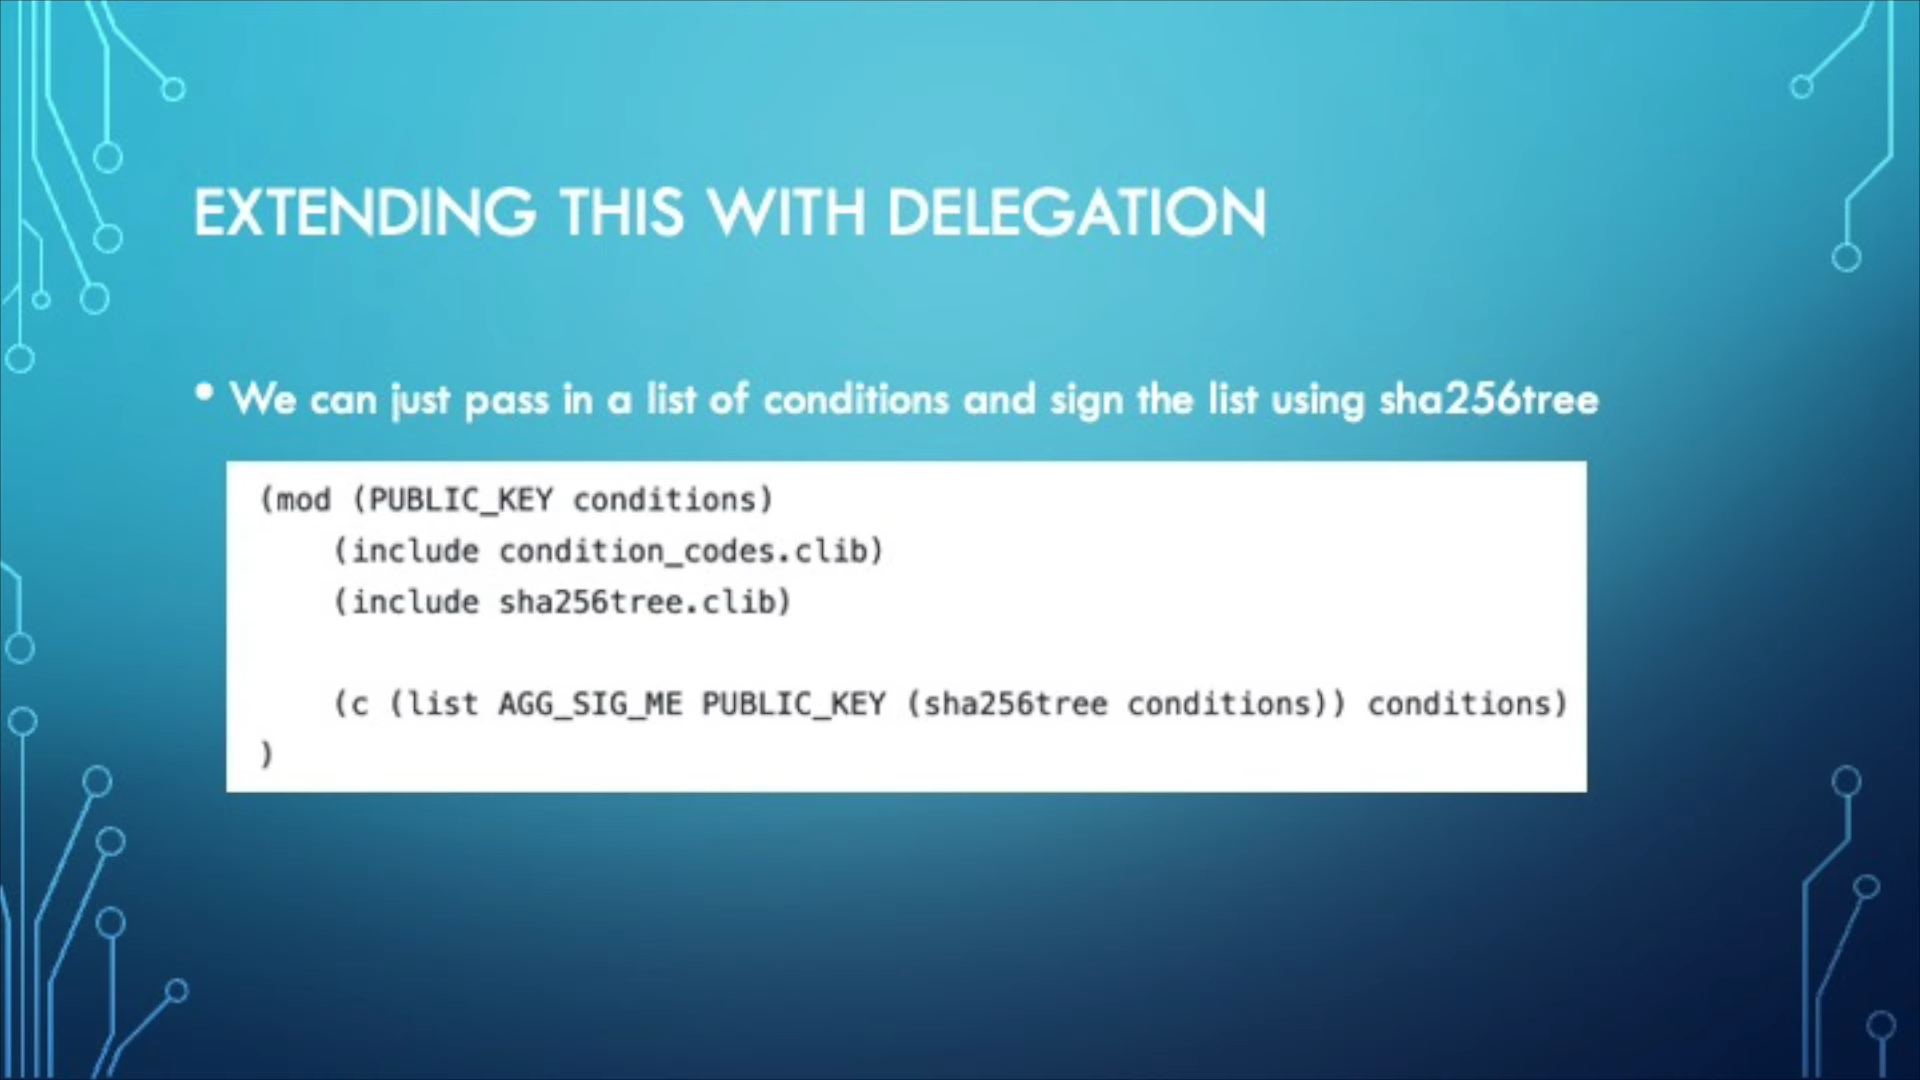 EXTENDING THIS WITH DELEGATION
• We can just pass in a list of conditions and sign the list using sha256tree
(mod (PUBLIC_KEY conditions)
    (include condition_codes.clib)
    (include sha256tree.clib)
    (c (list AGG_SIG_ME PUBLIC_KEY (sha256tree conditions)) conditions)
)